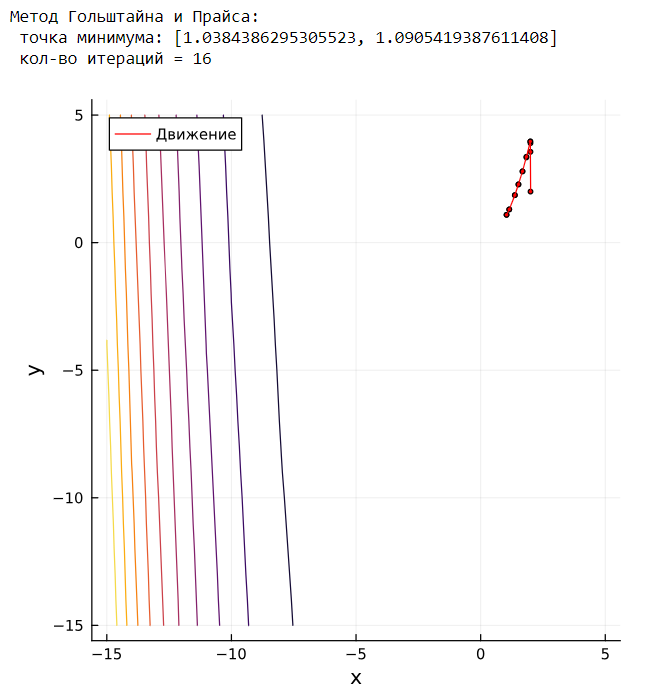 Метод Гольштайна и Прайса:
точка минимума: [1.0384386295305523, 1.0905419387611408]
кол-во итераций = 16
Движение
5
0
−5
−10
−15
y
−15 −10 −5 0 5
x